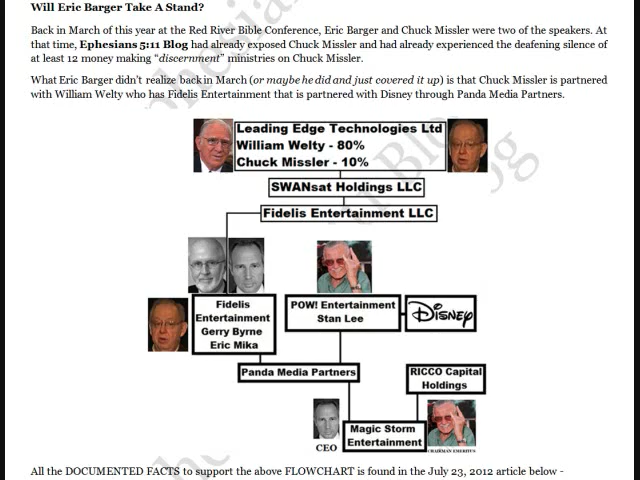 Will Eric Barger Take A Stand?
Back in March of this year at the Red River Bible Conference, Eric Barger and Chuck Missler were two of the speakers. At
that time, Ephesians 5:11 Blog had already exposed Chuck Missler and had already experienced the deafening silence of
at least 12 money making “discernment” ministries on Chuck Missler.
What Eric Barger didn't realize back in March (or maybe he did and just covered it up) is that Chuck Missler is partnered
with William Welty who has Fidelis Entertainment that is partnered with Disney through Panda Media Partners.
Leading Edge Technologies Ltd
William Welty - 80%
Chuck Missler - 10%
SWANsat Holdings LLC
Fidelis Entertainment LLC
Fidelis
Entertainment
Gerry Byrne
Eric Mika
POW! Entertainment
Stan Lee
Disney
Panda Media Partners
RICCO Capital
Holdings
Magic Storm
Entertainment
CEO
CHAIRMAN EMERITUS
All the DOCUMENTED FACTS to support the above FLOWCHART is found in the July 23, 2012 article below -